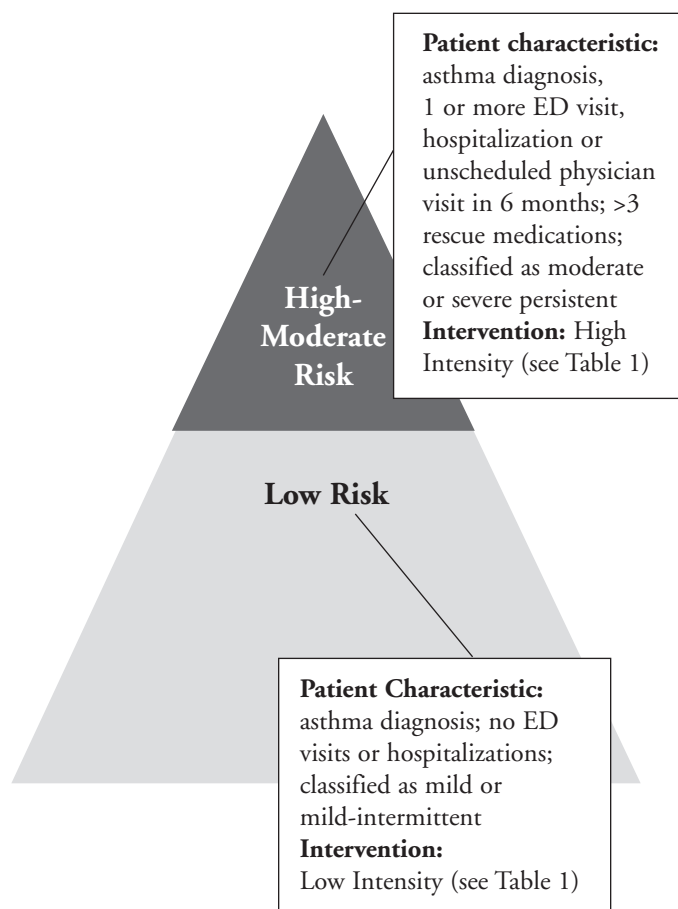 Patient characteristic:
asthma diagnosis,
1 or more ED visit,
hospitalization or
unscheduled physician
visit in 6 months; >3
rescue medications;
classified as moderate
or severe persistent
Intervention: High
Intensity (see Table 1)
High-
Moderate
Risk
Low Risk
Patient Characteristic:
asthma diagnosis; no ED
visits or hospitalizations;
classified as mild or
mild-intermittent
Intervention:
Low Intensity (see Table 1)